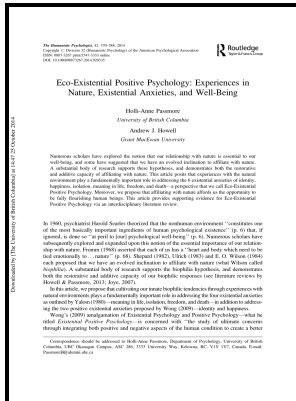 The Humanistic Psychologist, 42: 370–388, 2014
Copyright © Division 32 (Humanistic Psychology) of the American Psychological Association
ISSN: 0887-3267 print/1547-3333 online
DOI: 10.1080/08873267.2014.920335
Routledge
Taylor & Francis Group
Eco-Existential Positive Psychology: Experiences in
Nature, Existential Anxieties, and Well-Being
Holli-Anne Passmore
University of British Columbia
Andrew J. Howell
Grant MacEwan University
Numerous scholars have explored the notion that our relationship with nature is essential to our
well-being, and some have suggested that we have an evolved inclination to affiliate with nature.
A substantial body of research supports these hypotheses, and demonstrates both the restorative
and additive capacity of affiliating with nature. This article posits that experiences with the natural
environment play a fundamental role in addressing the 6 existential anxieties of identity,
happiness, isolation, meaning in life, freedom, and death—a perspective that we call Eco-Existential
Positive Psychology. Moreover, we propose that affiliating with nature affords us the opportunity to
be fully flourishing human beings. This article provides supporting evidence for Eco-Existential
Positive Psychology via an interdisciplinary literature review.
In 1960, psychiatrist Harold Searles theorized that the nonhuman environment "constitutes one
of the most basically important ingredients of human psychological existence" (p. 6) that, if
ignored, is done so "at peril to [our] psychological well-being" (p. 6). Numerous scholars have
subsequently explored and expanded upon this notion of the essential importance of our relation-
ship with nature. Fromm (1968) asserted that each of us has a "heart and body which need to be
tied emotionally to . . . nature" (p. 68). Shepard (1982), Ulrich (1983) and E. O. Wilson (1984)
each proposed that we have an evolved inclination to affiliate with nature (what Wilson called
biophilia). A substantial body of research supports the biophilia hypothesis, and demonstrates
both the restorative and additive capacity of our biophilic responses (see literature reviews by
Howell & Passmore, 2013; Joye, 2007).
In this article, we propose that cultivating our innate biophilic tendencies through experiences with
natural environments plays a fundamentally important role in addressing the four existential anxieties
as outlined by Yalom (1980)—meaning in life, isolation, freedom, and death—in addition to address-
ing the two positive existential anxieties proposed by Wong (2009)—identity and happiness.
Wong's (2009) amalgamation of Existential Psychology and Positive Psychology—what he
titled Existential Positive Psychology—is concerned with "the study of ultimate concerns
through integrating both positive and negative aspects of the human condition to create a better
Correspondence should be addressed to Holli-Anne Passmore, Department of Psychology, University of British
Columbia, UBC Okanagan Campus, ASC 286, 3333 University Way, Kelowna, BC, V1V 1V7, Canada. E-mail:
Downloaded by [The University of British Columbia] at 14:47 25 October 2014